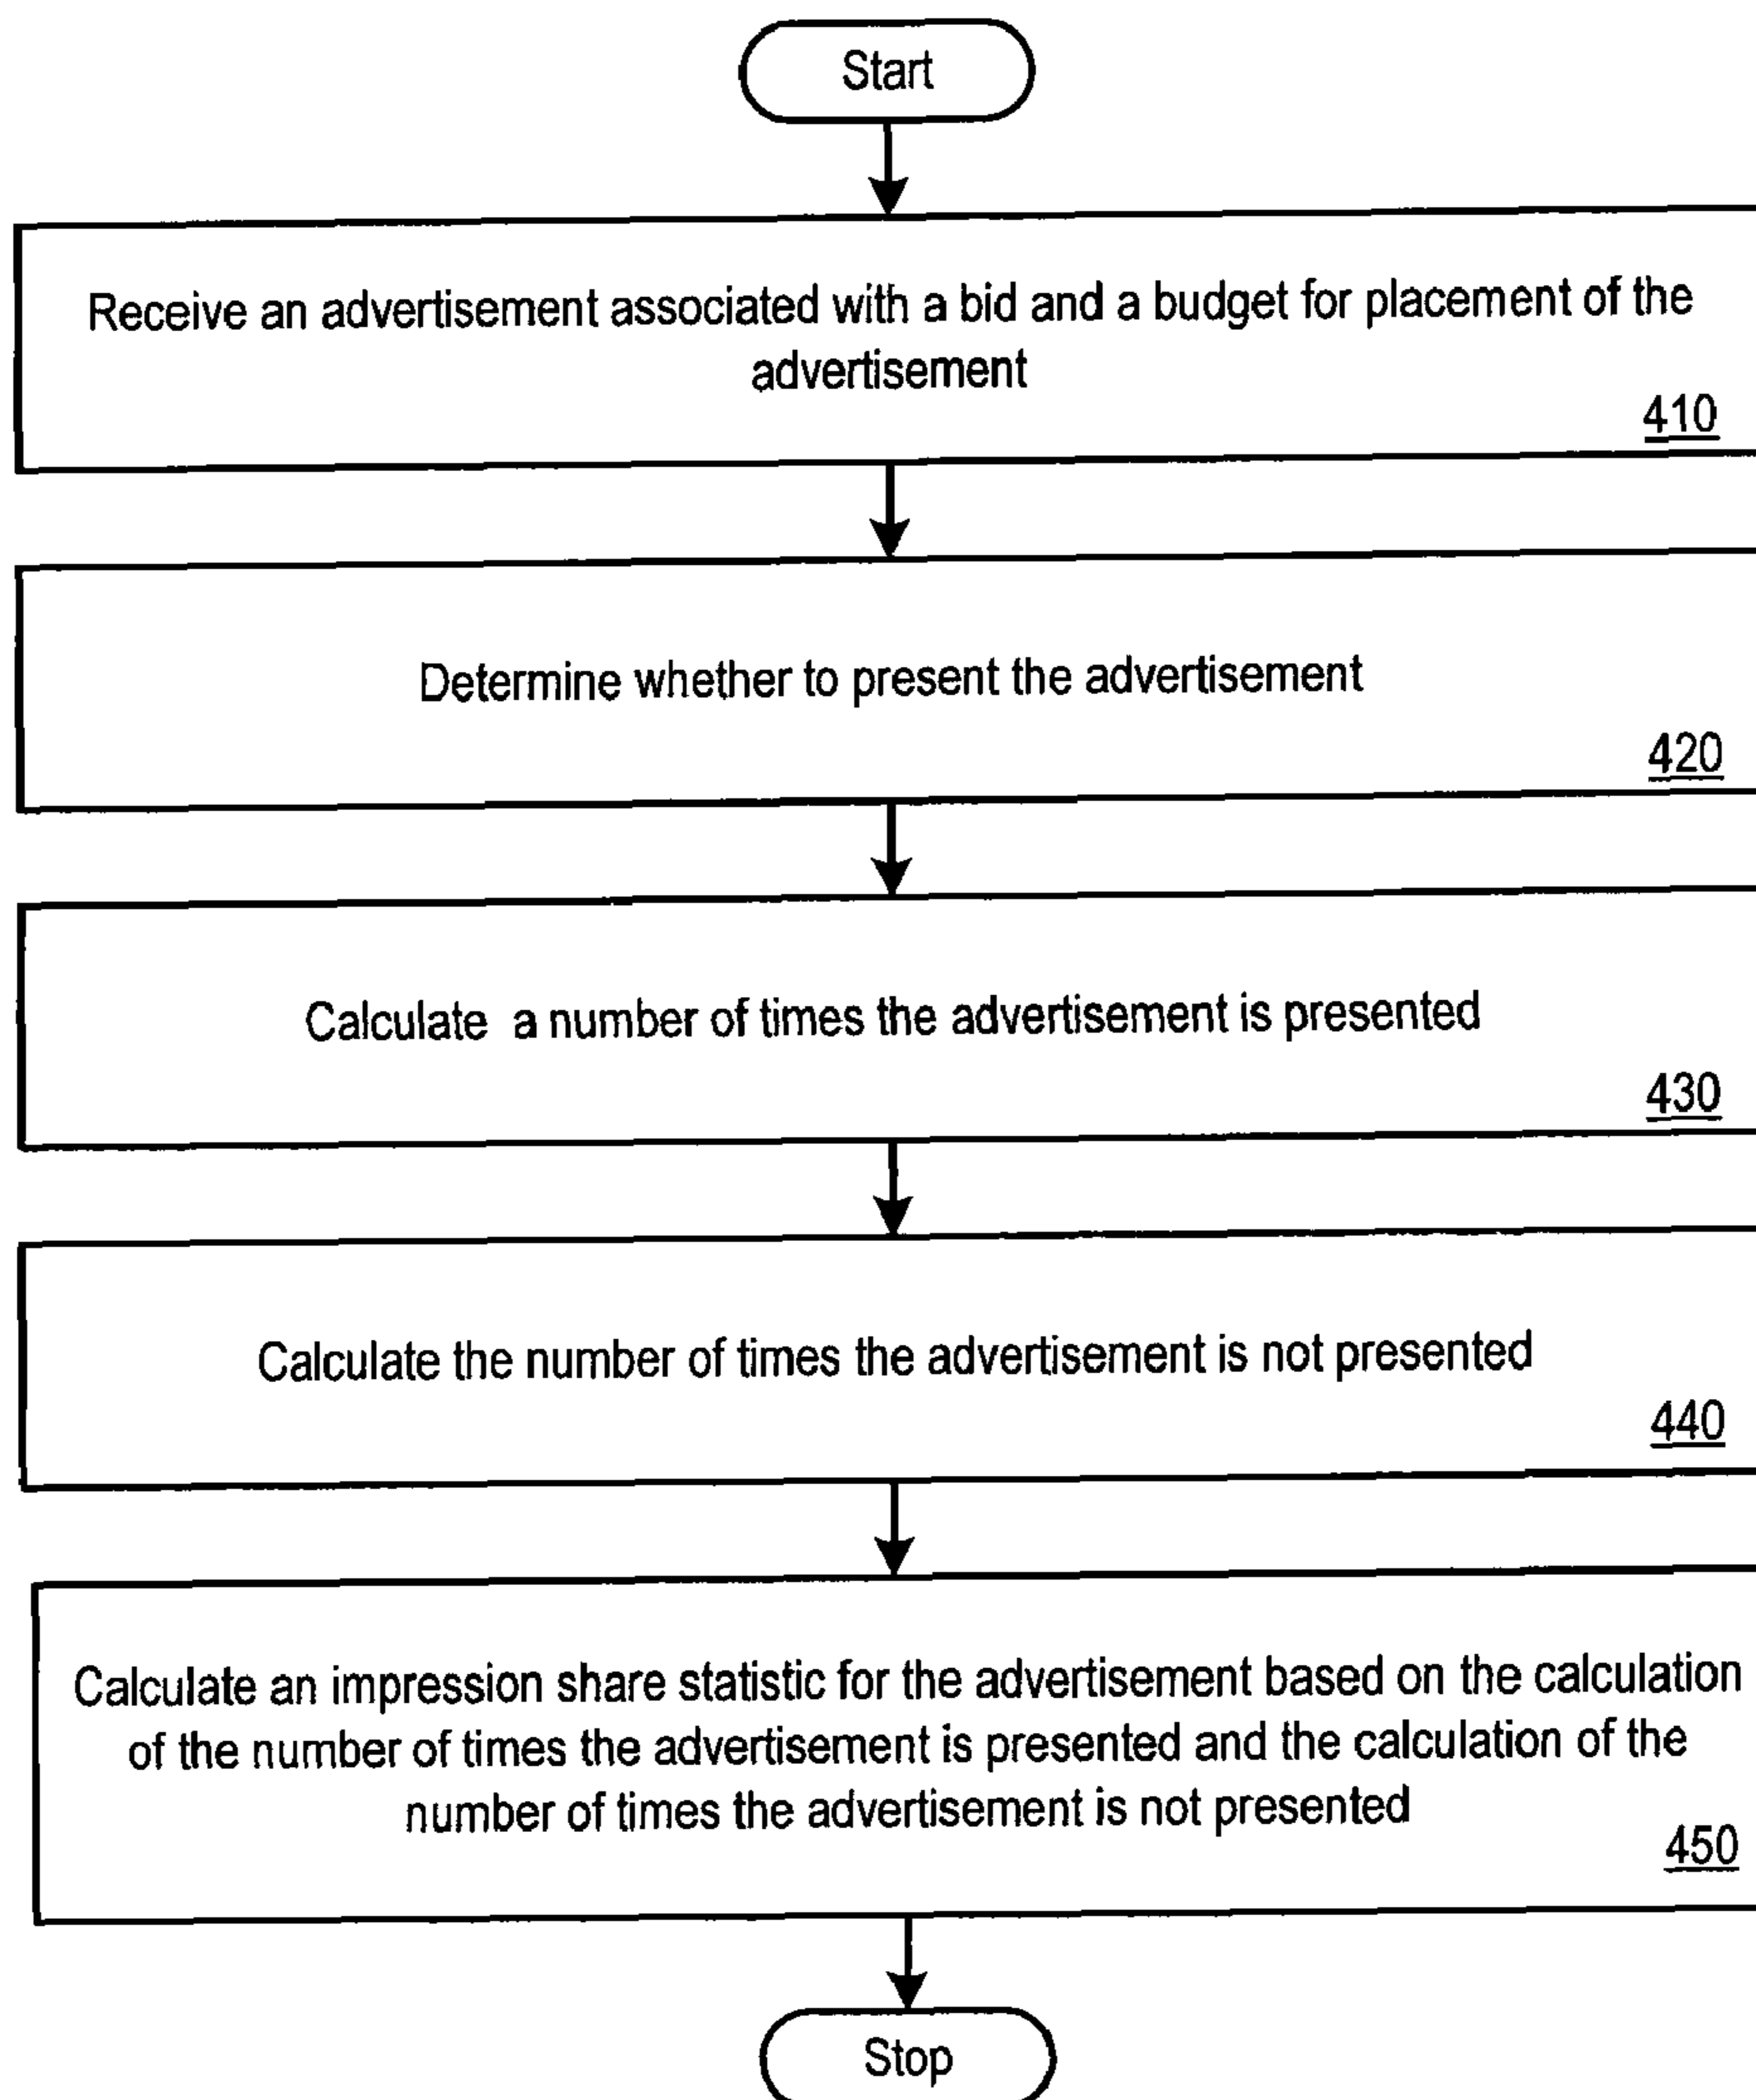 Start
Receive an advertisement associated with a bid and a budget for placement of the
advertisement
410
Determine whether to present the advertisement
420
Calculate a number of times the advertisement is presented
430
Calculate the number of times the advertisement is not presented
440
Calculate an impression share statistic for the advertisement based on the calculation
of the number of times the advertisement is presented and the calculation of the
number of times the advertisement is not presented
450
Stop